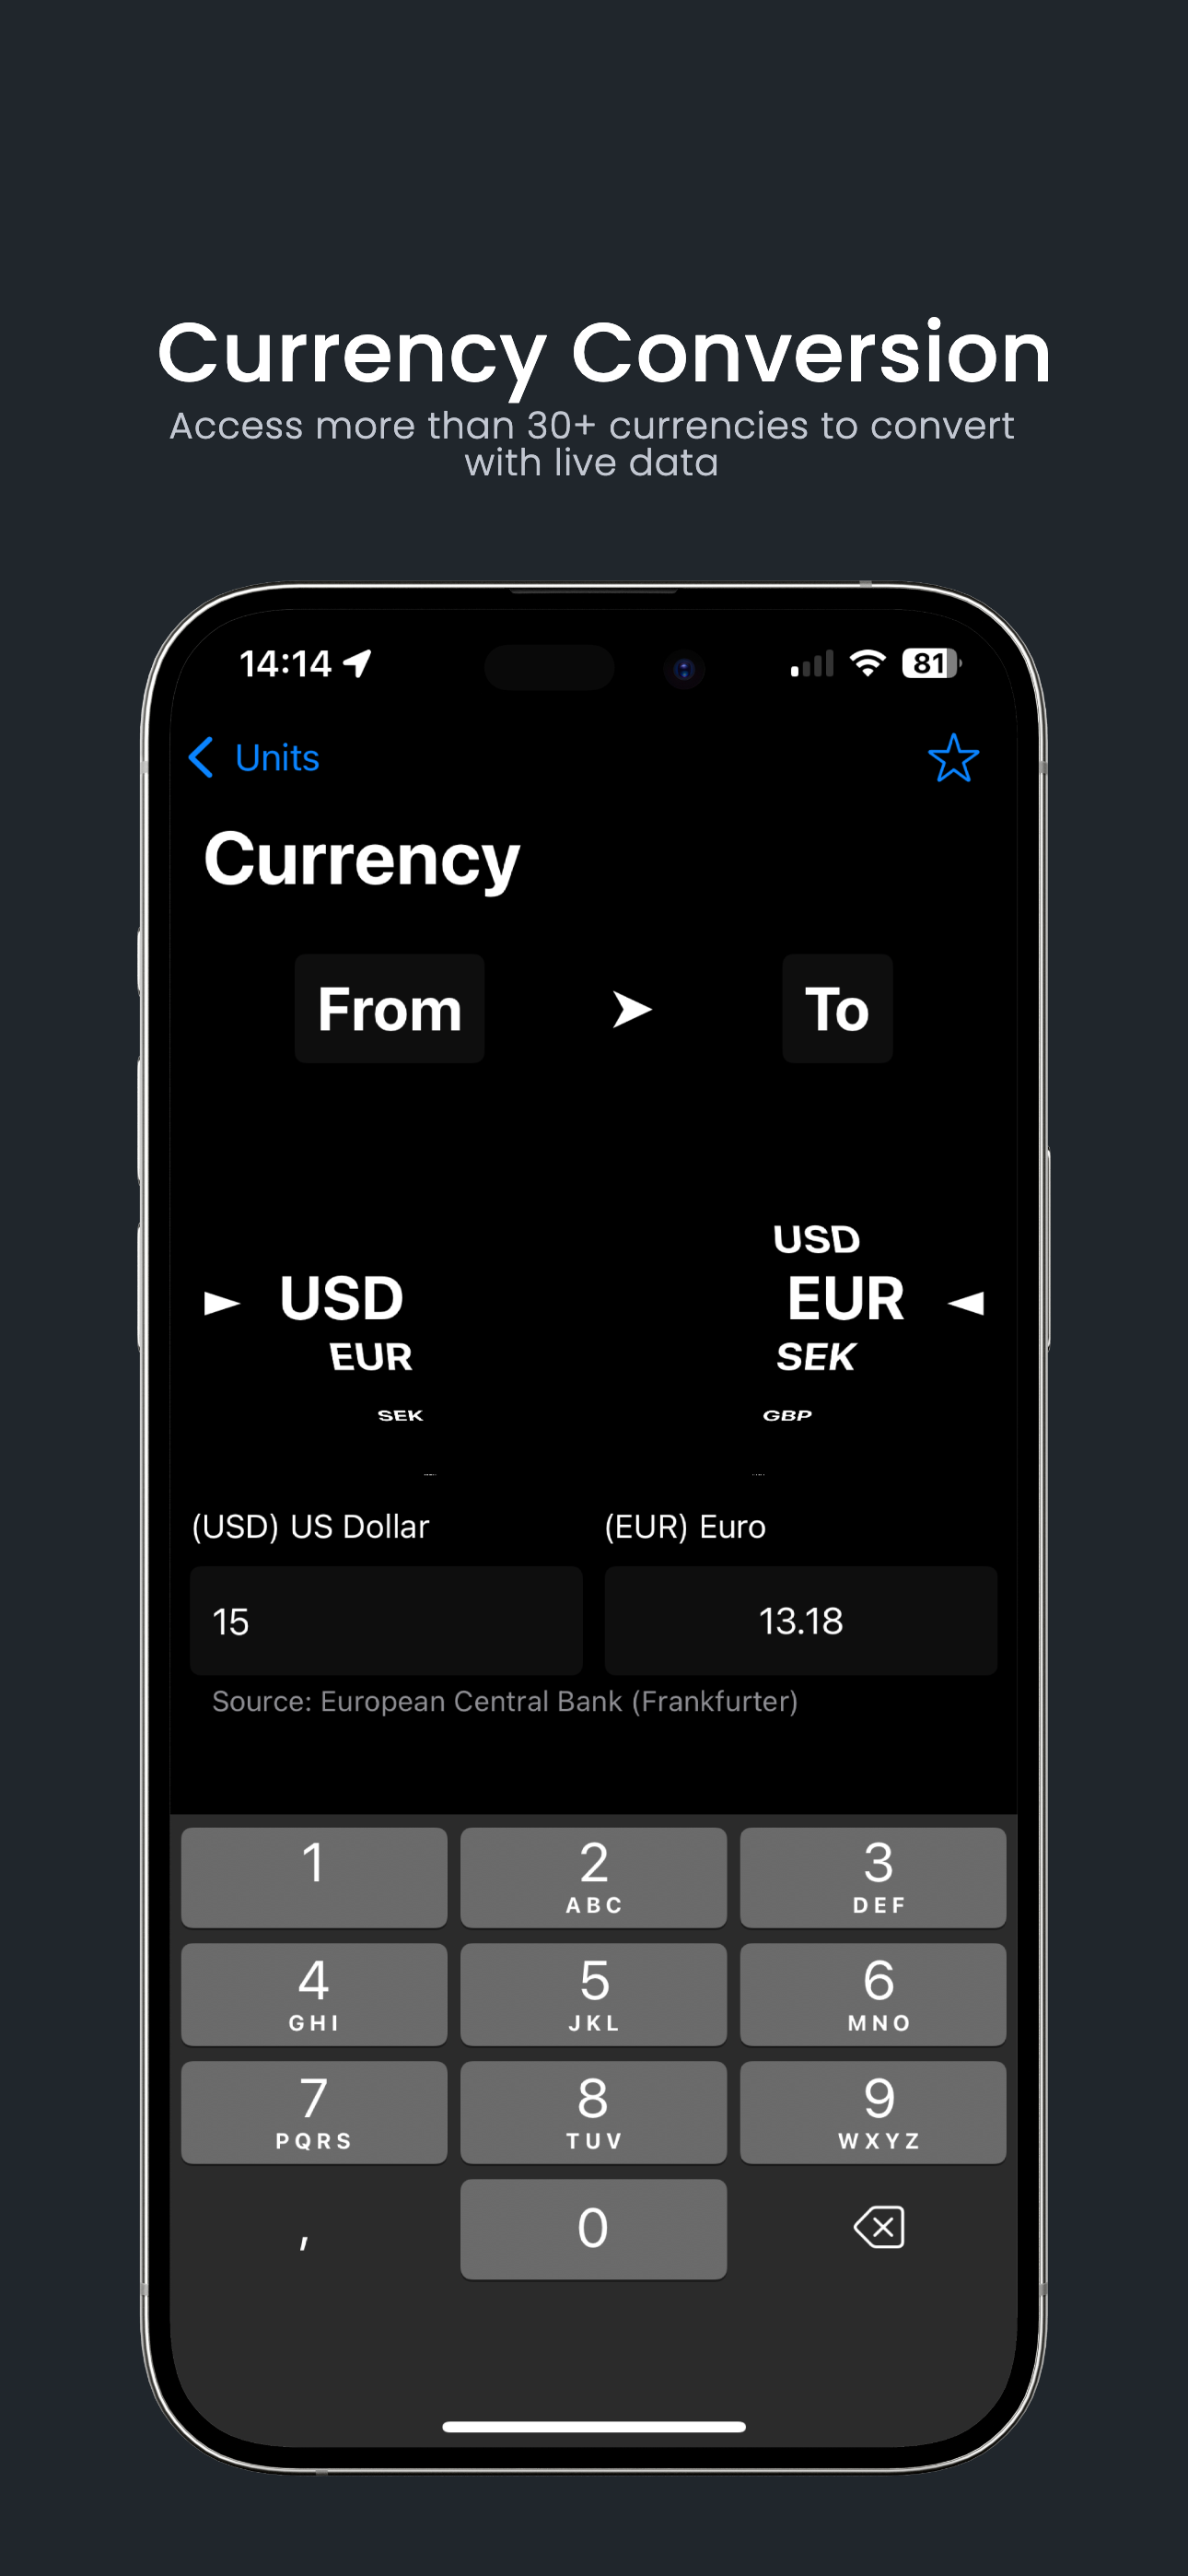 Currency Conversion
Access more than 30+ currencies to convert
with live data
14:14
81
Units
Currency
From
To
USD
USD
EUR
EUR
SEK
SEK
GBP
(USD) US Dollar
(EUR) Euro
15
13.18
Source: European Central Bank (Frankfurter)
1
2
3
ABC
DEF
4
5
6
GHI
JKL
MNO
7
8
9
PQRS
TUV
WXYZ
,
0